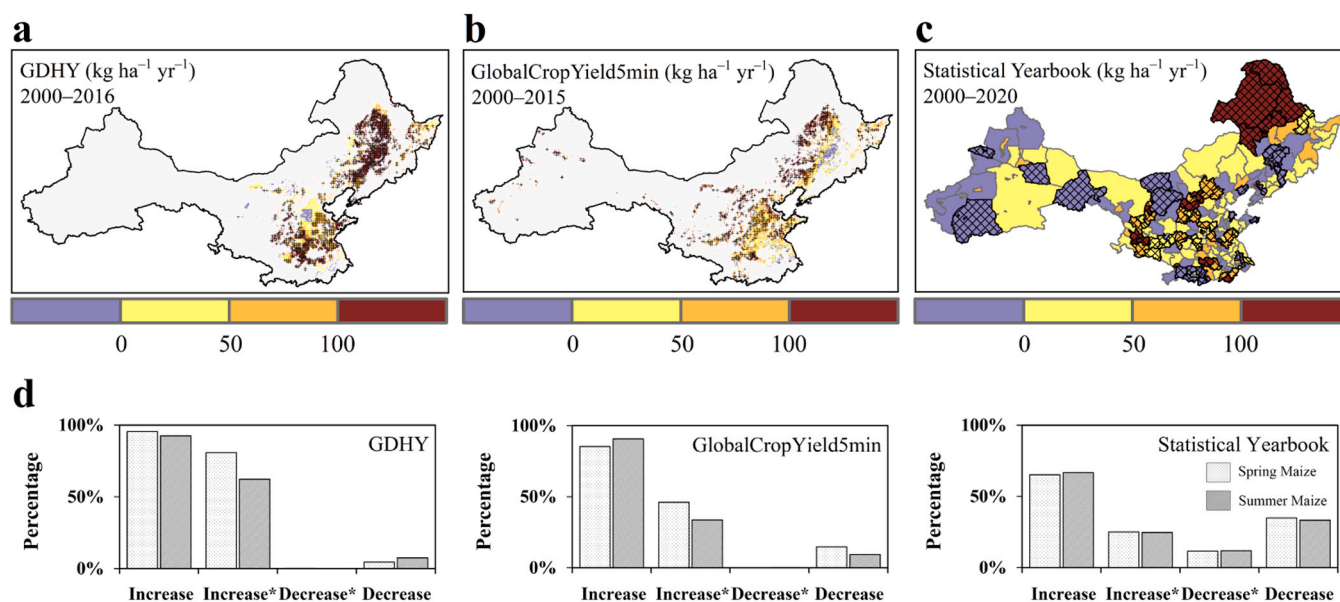 a
GDHY (kg ha⁻¹ yr⁻¹)
2000–2016
0 50 100
b
GlobalCropYield5min (kg ha⁻¹ yr⁻¹)
2000–2015
0 50 100
c
Statistical Yearbook (kg ha⁻¹ yr⁻¹)
2000–2020
0 50 100
d
Percentage
100%
50%
0%
GDHY
Increase Increase* Decrease* Decrease
Percentage
100%
50%
0%
GlobalCropYield5min
Increase Increase* Decrease* Decrease
Percentage
100%
50%
0%
Statistical Yearbook
Spring Maize
Summer Maize
Increase Increase* Decrease* Decrease